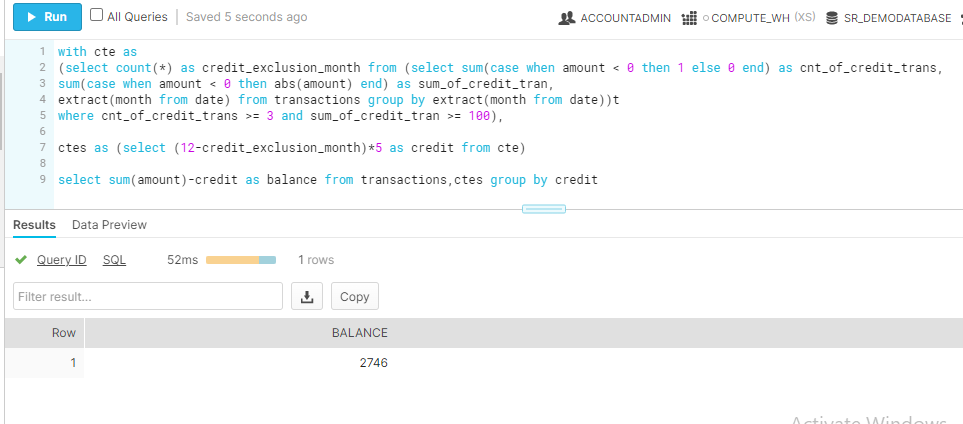 Run All Queries Saved 5 seconds ago ACCOUNTADMIN COMPUTE_WH (XS) SR_DEMODATABASE
1 with cte as
2 (select count(*) as credit_exclusion_month from (select sum(case when amount < 0 then 1 else 0 end) as cnt_of_credit_trans,
3 sum(case when amount < 0 then abs(amount) end) as sum_of_credit_tran,
4 extract(month from date) from transactions group by extract(month from date))t
5 where cnt_of_credit_trans >= 3 and sum_of_credit_tran >= 100),
6
7 ctes as (select (12-credit_exclusion_month)*5 as credit from cte)
8
9 select sum(amount)-credit as balance from transactions,ctes group by credit
Results Data Preview
Query ID SQL 52ms 1 rows
Filter result... Copy
Row BALANCE
1 2746
Activate Windows